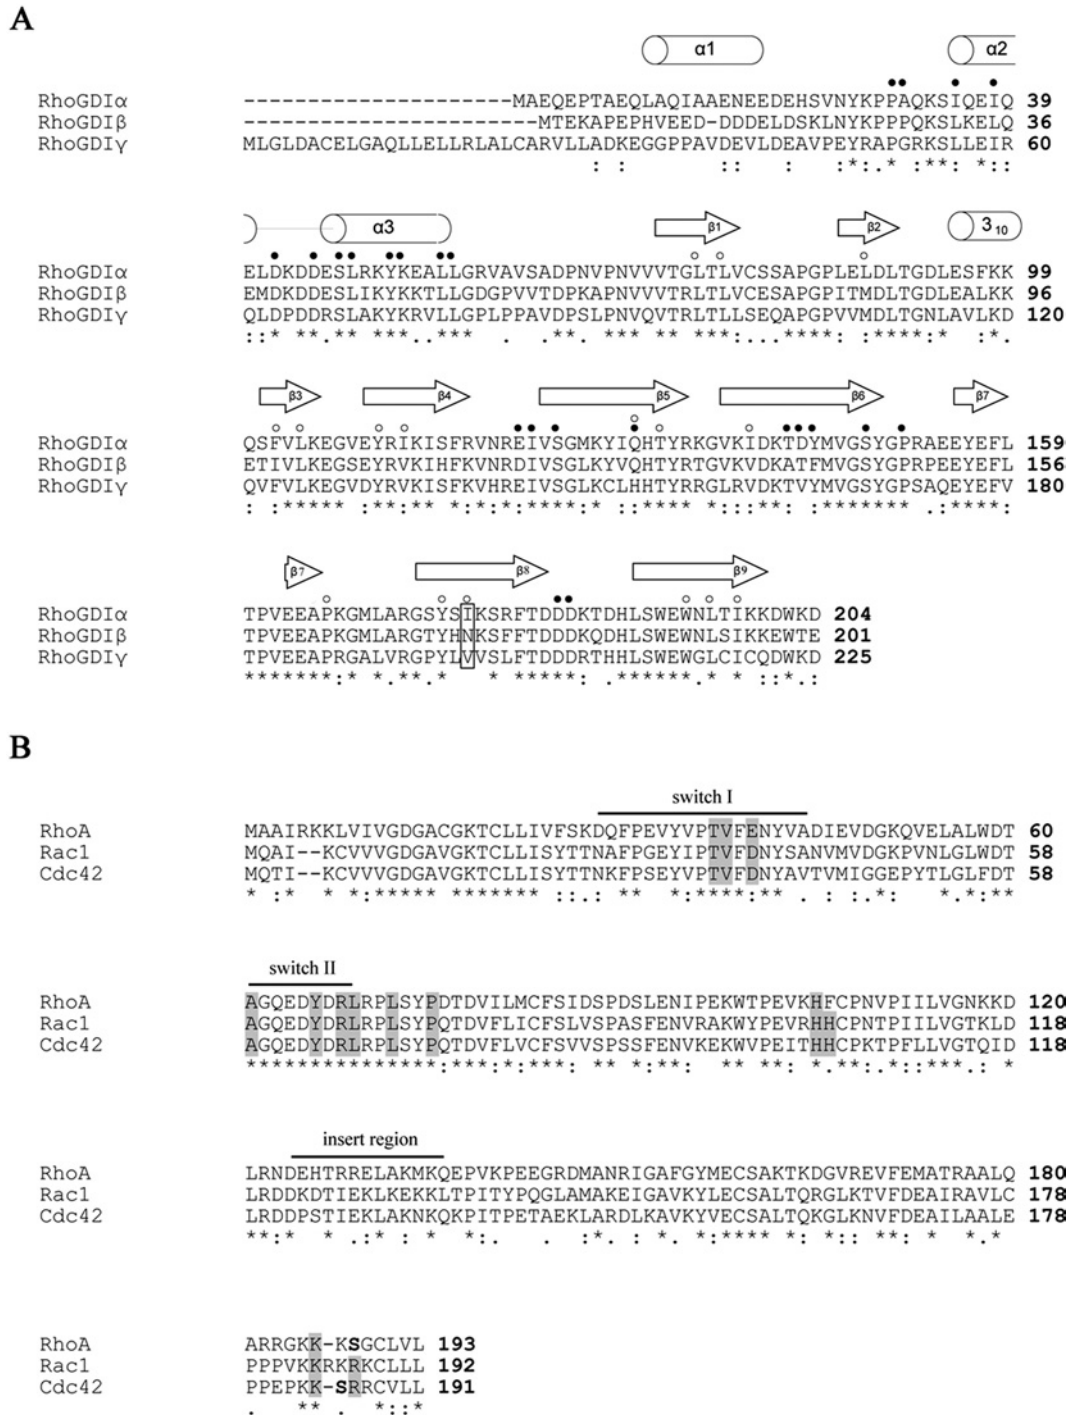 A
α1 α2
RhoGDIα ---------------------MAEQEPTAEQLAQIAAENEEDEHSVNYKPPAQKSIQEIQ 39
RhoGDIβ -----------------------MTEKAPEPHVEED-DDDELDSKLNYKPPPQKSLKELQ 36
RhoGDIγ MLGLDACELGAQLLELLRLALCARVLLADKEGGPPAVDEVLDEAVPEYRAPGRKSLLEIR 60
α3 β1 β2 3 10
RhoGDIα ELDKDDESLRKYKEALLGRVAVSADPNVPNVVVTGLTLVCSSAPGPLELDLTGDLESFKK 99
RhoGDIβ EMDKDDESLIKYKKTLLGDGPVVTDPKAPNVVVTRLTLVCESAPGPITMDLTGDLEALKK 96
RhoGDIγ QLDPDDRSLAKYKRVLLGPLPPAVDPSLPNVQVTRLTLLSEQAPGPVVMDLTGNLAVLKD 120
β3 β4 β5 β6 β7
RhoGDIα QSFVLKEGVEYRIKISFRVNREIVSGMKYIQHTYRKGVKIDKTDYMVGSYGPRAEEYEFL 159
RhoGDIβ ETIVLKEGSEYRVKIHFKVNRDIVSGLKYVQHTYRTGVKVDKATFMVGSYGPRPEEYEFL 156
RhoGDIγ QVFVLKEGVDYRVKISFKVHREIVSGLKCLHHTYRRGLRVDKTVYMVGSYGPSAQEYEFV 180
β7 β8 β9
RhoGDIα TPVEEAPKGMLARGSYSIKSRFTDDDKTDHLSWEWNLTIKKDWKD 204
RhoGDIβ TPVEEAPKGMLARGTYHNKSFFTDDDKQDHLSWEWNLSIKKEWTE 201
RhoGDIγ TPVEEAPRGALVRGPYLVVSLFTDDDRTHHLSWEWGLCICQDWKD 225
B
switch I
RhoA MAAIRKKLVIVGDGACGKTCLLIVFSKDQFPEVYVPTVFENYVADIEVDGKQVELALWDT 60
Rac1 MQAI--KCVVVGDGAVGKTCLLISYTTNAFPGEYIPTVFDNYSANVMVDGKPVNLGLWDT 58
Cdc42 MQTI--KCVVVGDGAVGKTCLLISYTTNKFPSEYVPTVFDNYAVTVMIGGEPYTLGLFDT 58
switch II
RhoA AGQEDYDRLRPLSYPDTDVILMCFSIDSPDSLENIPEKWTPEVKHFCPNVPIILVGNKKD 120
Rac1 AGQEDYDRLRPLSYPQTDVFLICFSLVSPASFENVRAKWYPEVRHHCPNTPIILVGTKLD 118
Cdc42 AGQEDYDRLRPLSYPQTDVFLVCFSVVSPSSFENVKEKWVPEITHHCPKTPFLLVGTQID 118
insert region
RhoA LRNDEHTRRELAKMKQEPVKPEEGRDMANRIGAFGYMECSAKTKDGVREVFEMATRAALQ 180
Rac1 LRDDKDTIEKLKEKKLTPITYPQGLAMAKEIGAVKYLECSALTQRGLKTVFDEAIRAVLC 178
Cdc42 LRDDPSTIEKLAKNKQKPITPETAEKLARDLKAVKYVECSALTQKGLKNVFDEAILAALE 178
RhoA ARRGKK-KSGCLVL 193
Rac1 PPPVKKRKRKCLLL 192
Cdc42 PPEPKK-SRRCVLL 191